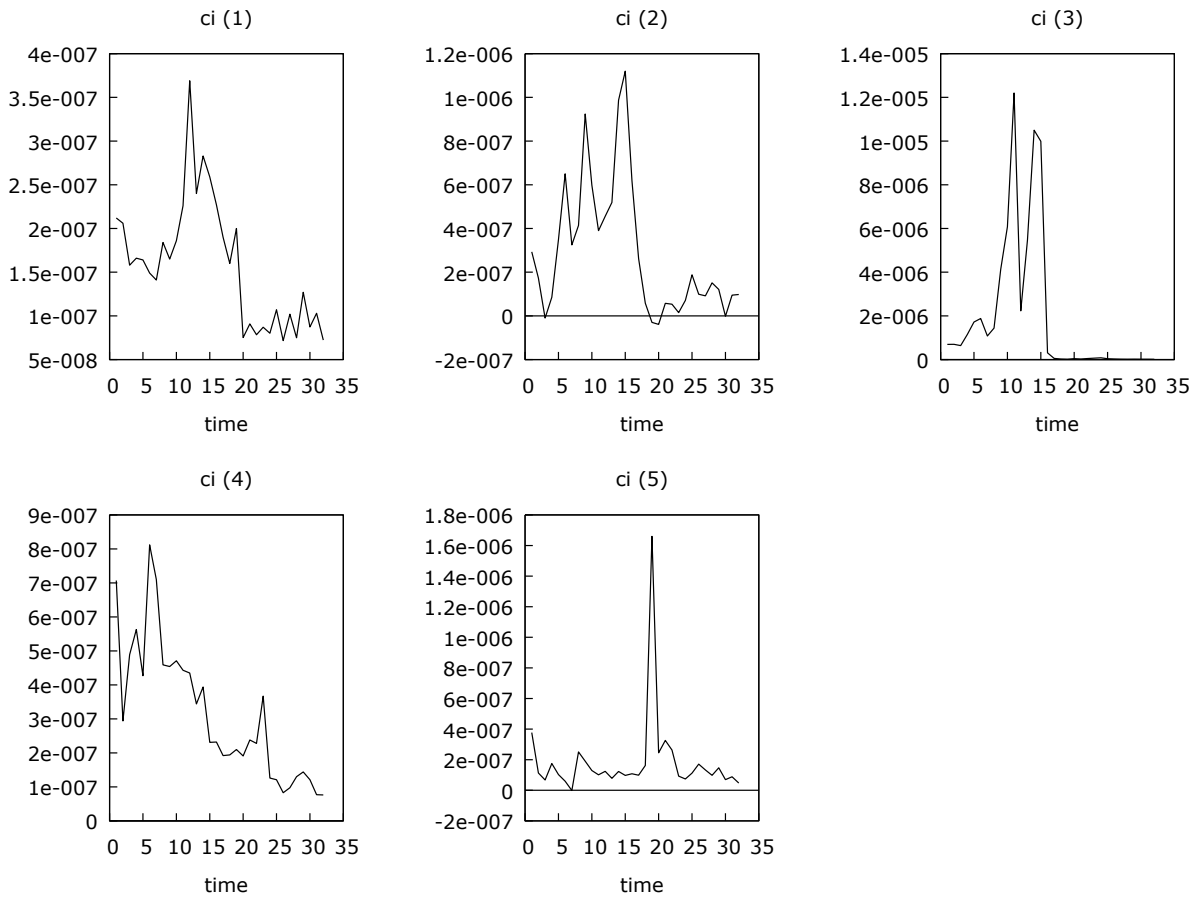 ci (1)
4e-007
3.5e-007
3e-007
2.5e-007
2e-007
1.5e-007
1e-007
5e-008
0 5 10 15 20 25 30 35
time
ci (2)
1.2e-006
1e-006
8e-007
6e-007
4e-007
2e-007
0
-2e-007
0 5 10 15 20 25 30 35
time
ci (3)
1.4e-005
1.2e-005
1e-005
8e-006
6e-006
4e-006
2e-006
0
0 5 10 15 20 25 30 35
time
ci (4)
9e-007
8e-007
7e-007
6e-007
5e-007
4e-007
3e-007
2e-007
1e-007
0
0 5 10 15 20 25 30 35
time
ci (5)
1.8e-006
1.6e-006
1.4e-006
1.2e-006
1e-006
8e-007
6e-007
4e-007
2e-007
0
-2e-007
0 5 10 15 20 25 30 35
time